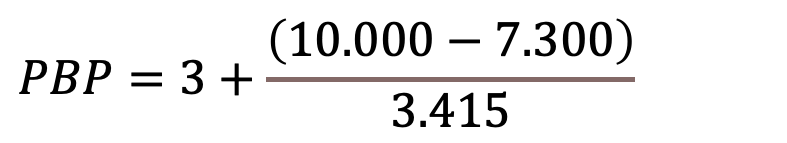 PBP = 3 + (10.000 − 7.300)
3.415